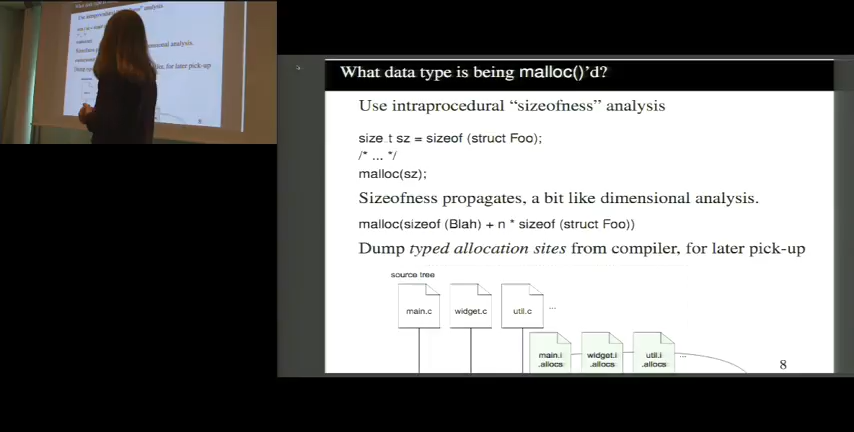 What data type is being malloc()'d?
Use intraprocedural “sizeofness” analysis
size_t sz = sizeof (struct Foo);
/* ... */
malloc(sz);
Sizeofness propagates, a bit like dimensional analysis.
malloc(sizeof (Blah) + n * sizeof (struct Foo))
Dump typed allocation sites from compiler, for later pick-up
source tree
main.c widget.c util.c ...
main.i widget.i util.i ...
.allocs .allocs .allocs
8